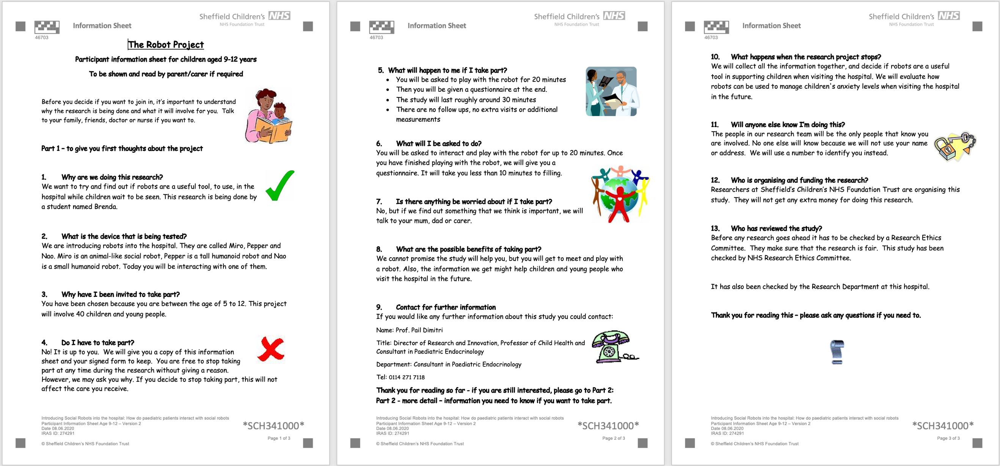 Sheffield Children's NHS
NHS Foundation Trust
Information Sheet
46703
The Robot Project
Participant information sheet for children aged 9-12 years
To be shown and read by parent/carer if required
Before you decide if you want to join in, it's important to understand
why the research is being done and what it will involve for you. Talk
to your family, friends, doctor or nurse if you want to.
Part 1 – to give you first thoughts about the project
1. Why are we doing this research?
We want to try and find out if robots are a useful tool, to use, in the
hospital while children wait to be seen. This research is being done by
a student named Brenda.
2. What is the device that is being tested?
We are introducing robots into the hospital. They are called Miro, Pepper and
Nao. Miro is an animal-like social robot, Pepper is a tall humanoid robot and Nao
is a small humanoid robot. Today you will be interacting with one of them.
3. Why have I been invited to take part?
You have been chosen because you are between the age of 5 to 12. This project
will involve 40 children and young people.
4. Do I have to take part?
No! It is up to you. We will give you a copy of this information
sheet and your signed form to keep. You are free to stop taking
part at any time during the research without giving a reason.
However, we may ask you why. If you decide to stop taking part, this will not
affect the care you receive.
Introducing Social Robots into the hospital: How do paediatric patients interact with social robots
Participant Information Sheet Age 9-12 – Version 2
Date 08.06.2020
IRAS ID: 274291
*SCH341000*
Page 1 of 3
© Sheffield Children's NHS Foundation Trust
Sheffield Children's NHS
NHS Foundation Trust
Information Sheet
46703
5. What will happen to me if I take part?
• You will be asked to play with the robot for 20 minutes
• Then you will be given a questionnaire at the end.
• The study will last roughly around 30 minutes
• There are no follow ups, no extra visits or additional
measurements
6. What will I be asked to do?
You will be asked to interact and play with the robot for up to 20 minutes. Once
you have finished playing with the robot, we will give you a
questionnaire. It will take you less than 10 minutes to filling.
7. Is there anything be worried about if I take part?
No, but if we find out something that we think is important, we will
talk to your mum, dad or carer.
8. What are the possible benefits of taking part?
We cannot promise the study will help you, but you will get to meet and play with
a robot. Also, the information we get might help children and young people who
visit the hospital in the future.
9. Contact for further information
If you would like any further information about this study you could contact:
Name: Prof. Pail Dimitri
Title: Director of Research and Innovation, Professor of Child Health and
Consultant in Paediatric Endocrinology
Department: Consultant in Paediatric Endocrinology
Tel: 0114 271 7118
Thank you for reading so far - if you are still interested, please go to Part 2:
Part 2 - more detail – information you need to know if you want to take part.
Introducing Social Robots into the hospital: How do paediatric patients interact with social robots
Participant Information Sheet Age 9-12 – Version 2
Date 08.06.2020
IRAS ID: 274291
*SCH341000*
Page 2 of 3
© Sheffield Children's NHS Foundation Trust
Sheffield Children's NHS
NHS Foundation Trust
Information Sheet
46703
10. What happens when the research project stops?
We will collect all the information together, and decide if robots are a useful
tool in supporting children when visiting the hospital. We will evaluate how
robots can be used to manage children's anxiety levels when visiting the hospital
in the future.
11. Will anyone else know I'm doing this?
The people in our research team will be the only people that know you
are involved. No one else will know because we will not use your name
or address. We will use a number to identify you instead.
12. Who is organising and funding the research?
Researchers at Sheffield's Children's NHS Foundation Trust are organising this
study. They will not get any extra money for doing this research.
13. Who has reviewed the study?
Before any research goes ahead it has to be checked by a Research Ethics
Committee. They make sure that the research is fair. This study has been
checked by NHS Research Ethics Committee.
It has also been checked by the Research Department at this hospital.
Thank you for reading this – please ask any questions if you need to.
Introducing Social Robots into the hospital: How do paediatric patients interact with social robots
Participant Information Sheet Age 9-12 – Version 2
Date 08.06.2020
IRAS ID: 274291
*SCH341000*
Page 3 of 3
© Sheffield Children's NHS Foundation Trust